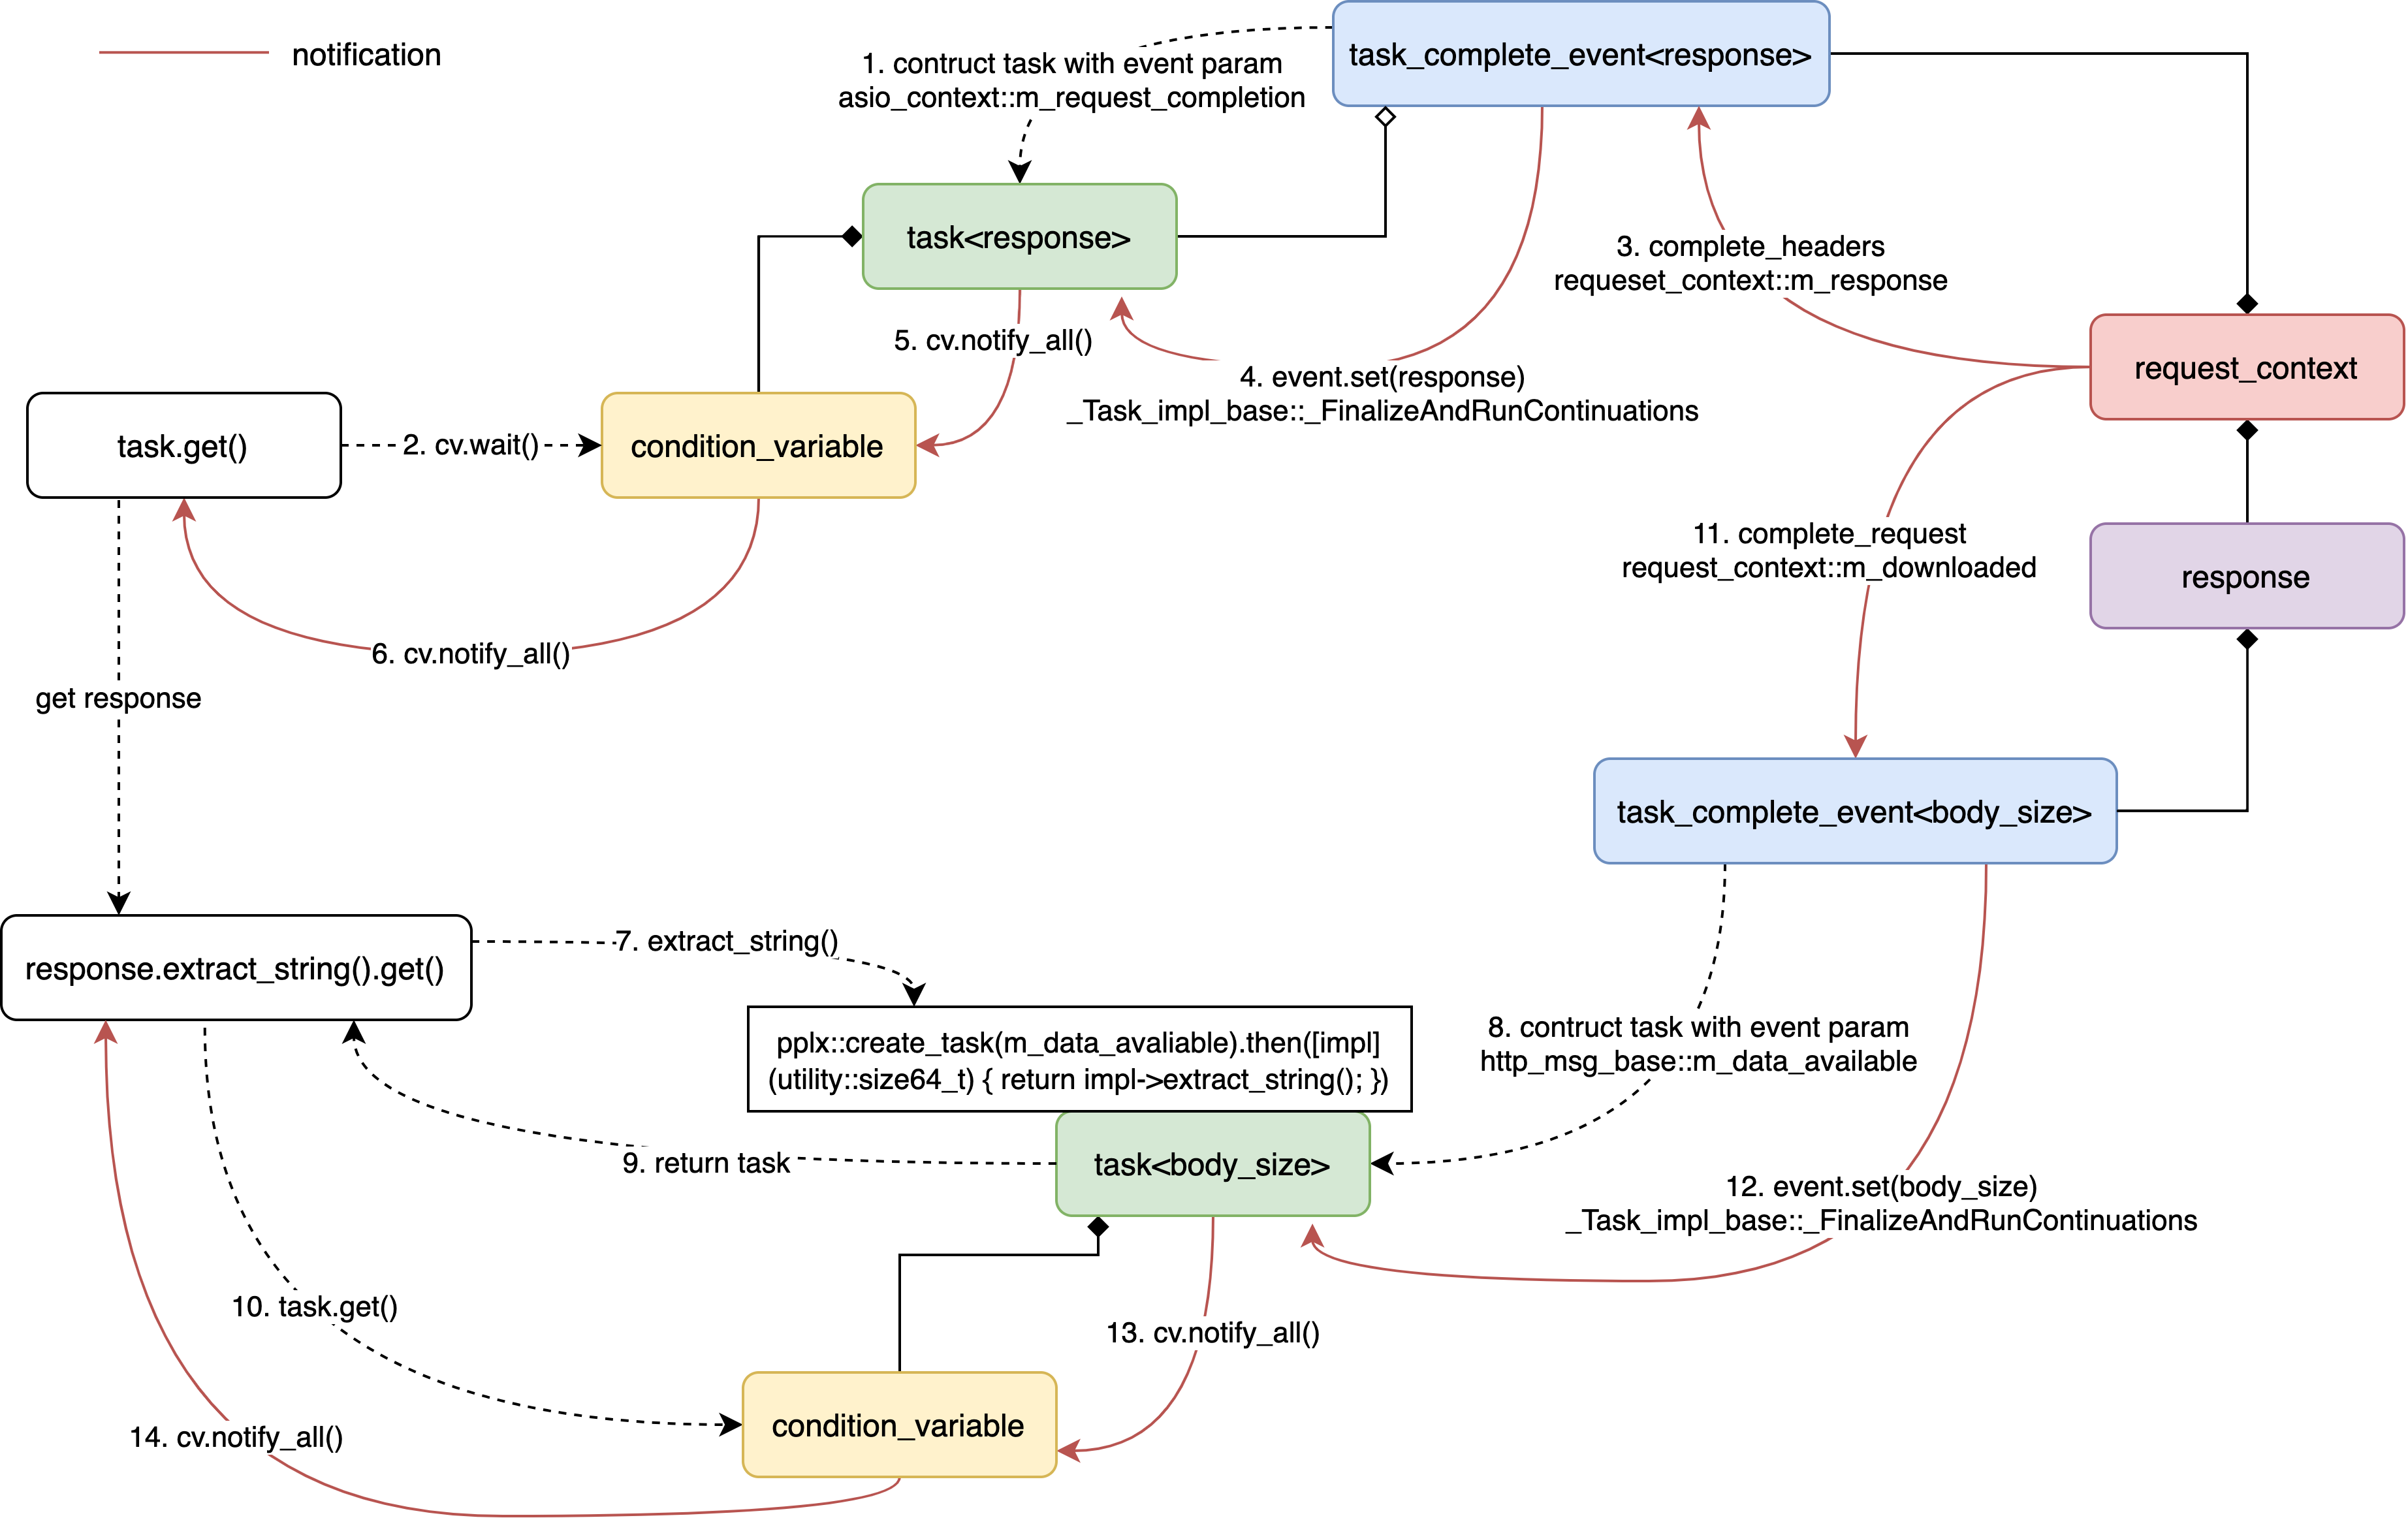 notification
task_complete_event<response>
1. contruct task with event param
asio_context::m_request_completion
task<response>
3. complete_headers
requeset_context::m_response
5. cv.notify_all()
4. event.set(response)
_Task_impl_base::_FinalizeAndRunContinuations
request_context
task.get()
2. cv.wait()
condition_variable
11. complete_request
request_context::m_downloaded
response
6. cv.notify_all()
get response
task_complete_event<body_size>
response.extract_string().get()
7. extract_string()
pplx::create_task(m_data_avaliable).then([impl]
(utility::size64_t) { return impl->extract_string(); })
8. contruct task with event param
http_msg_base::m_data_available
9. return task
task<body_size>
12. event.set(body_size)
_Task_impl_base::_FinalizeAndRunContinuations
10. task.get()
13. cv.notify_all()
condition_variable
14. cv.notify_all()